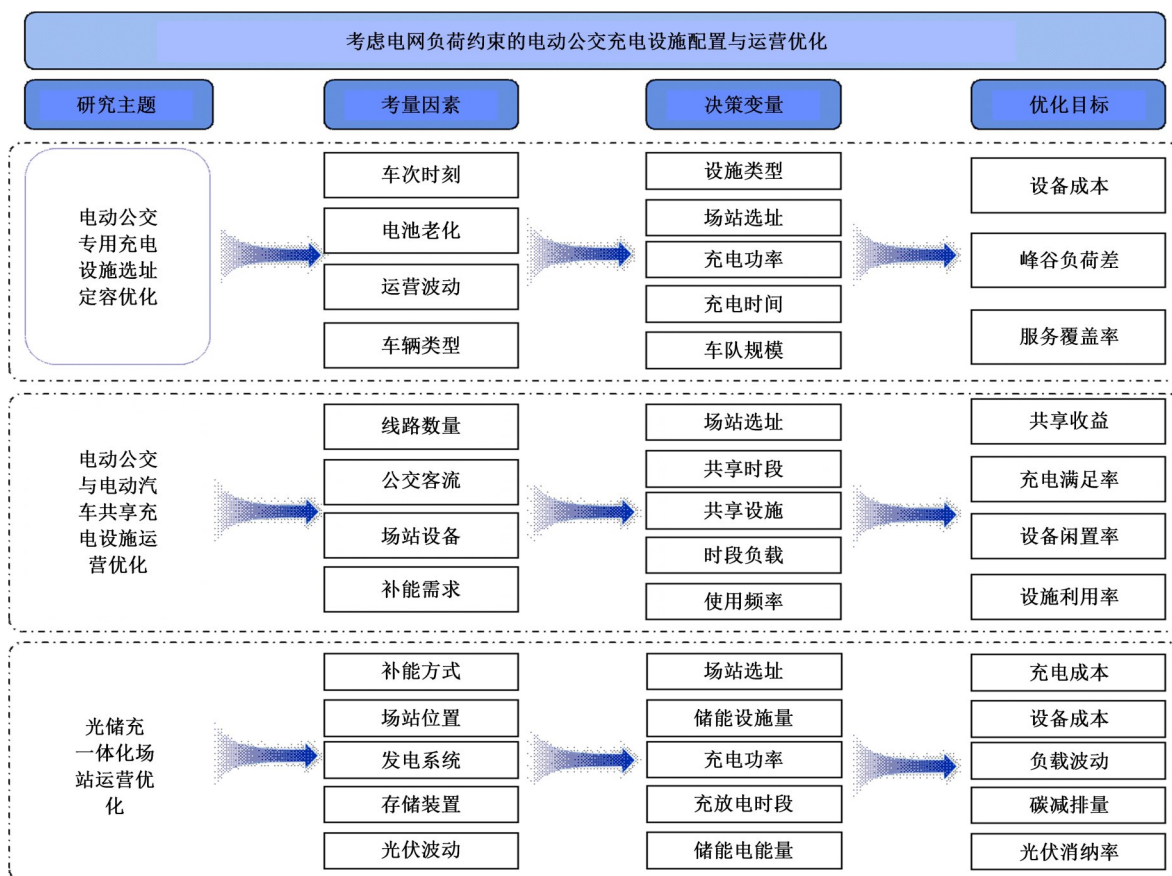 考虑电网负荷约束的电动公交充电设施配置与运营优化
研究主题
考量因素
决策变量
优化目标
电动公交
专用充电
设施选址
定容优化
车次时刻
电池老化
运营波动
车辆类型
设施类型
场站选址
充电功率
充电时间
车队规模
设备成本
峰谷负荷差
服务覆盖率
电动公交
与电动汽
车共享充
电设施运
营优化
线路数量
公交客流
场站设备
补能需求
场站选址
共享时段
共享设施
时段负载
使用频率
共享收益
充电满足率
设备闲置率
设施利用率
光储充
一体化场
站运营优
化
补能方式
场站位置
发电系统
存储装置
光伏波动
场站选址
储能设施量
充电功率
充放电时段
储能电能量
充电成本
设备成本
负载波动
碳减排量
光伏消纳率